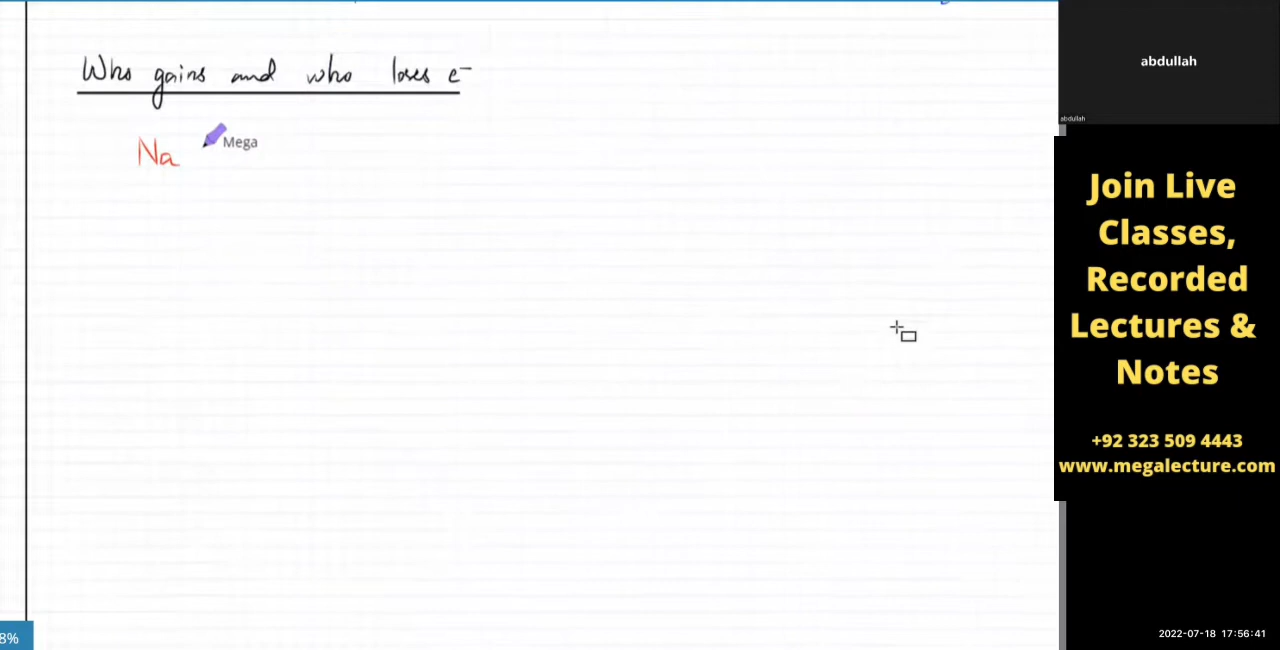 Who gains and who loses e⁻
Na
Mega
abdullah
abdullah
Join Live
Classes,
Recorded
Lectures &
Notes
+92 323 509 4443
www.megalecture.com
8%
2022-07-18 17:56:41